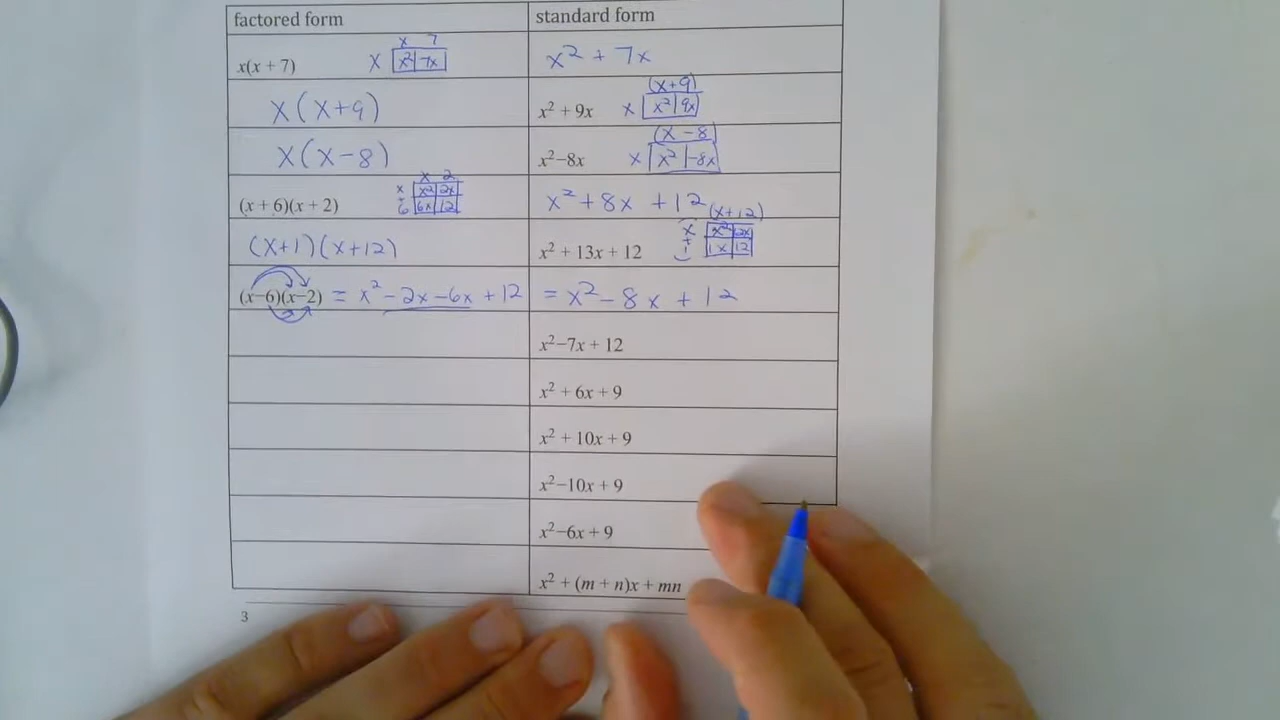 factored form standard form
x 7
x(x + 7) x x² 7x x² + 7x
(x+9)
x(x+9) x² + 9x x x² 9x
(x-8)
x(x-8) x²−8x x x² -8x
x 2
(x + 6)(x + 2) x x² 2x x² + 8x + 12
+ 6 6x 12
(x+12)
(x+1)(x+12) x² + 13x + 12 x x² 12x
+ 1 1x 12
(x−6)(x−2) = x² - 2x - 6x + 12 = x² - 8x + 12
x²−7x + 12
x² + 6x + 9
x² + 10x + 9
x²−10x + 9
x²−6x + 9
x² + (m + n)x + mn
3